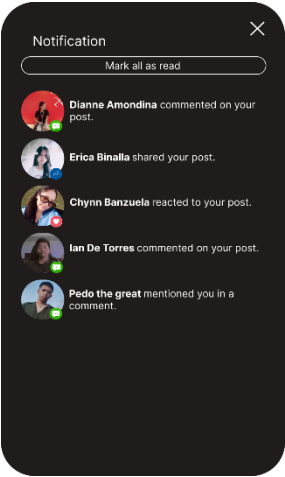 Notification
Mark all as read
Dianne Amondina commented on your
post.
Erica Binalla shared your post.
Chynn Banzuela reacted to your post.
Ian De Torres commented on your post.
Pedo the great mentioned you in a
comment.